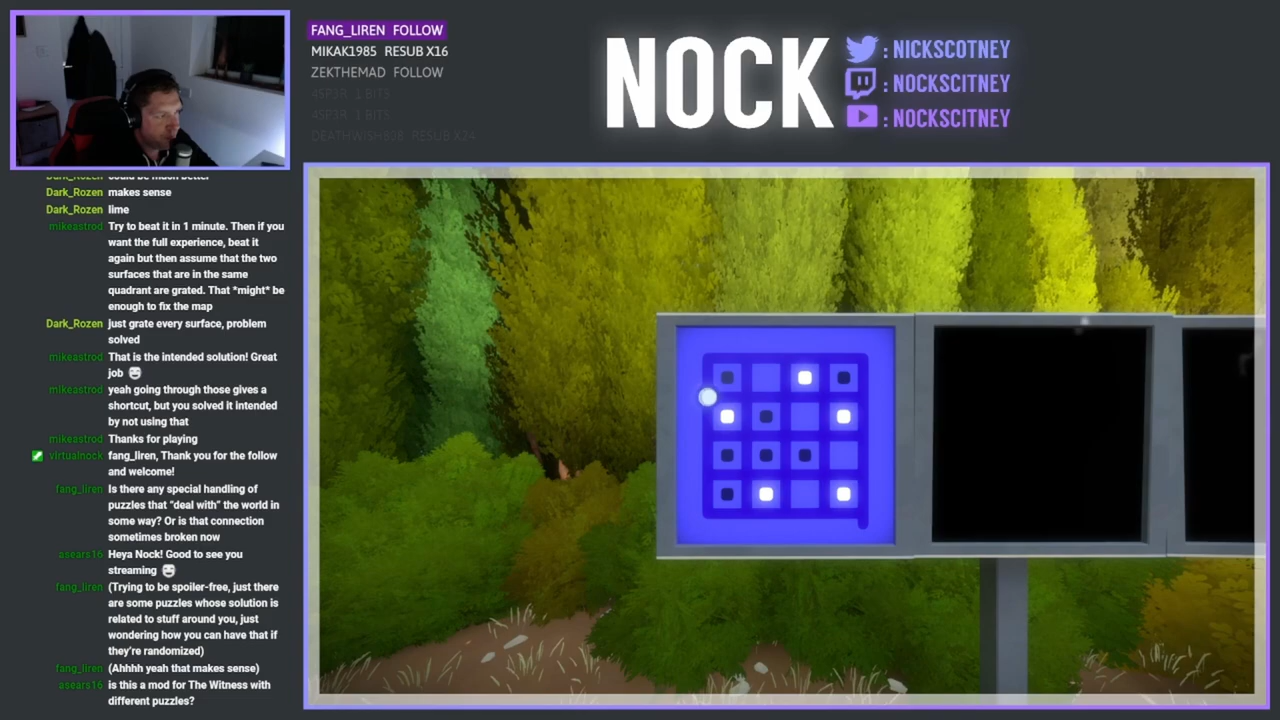 FANG_LIREN FOLLOW
MIKAK1985 RESUB X16
ZEKTHEMAD FOLLOW
45P3R 1 BITS
45P3R 1 BITS
NOCK
: NICKSCOTNEY
: NOCKSCITNEY
: NOCKSCITNEY
Dark_Rozen makes sense
Dark_Rozen lime
mikeastrod Try to beat it in 1 minute. Then if you
want the full experience, beat it
again but then assume that the two
surfaces that are in the same
quadrant are grated. That *might* be
enough to fix the map
Dark_Rozen just grate every surface, problem
solved
mikeastrod That is the intended solution! Great
job
mikeastrod yeah going through those gives a
shortcut, but you solved it intended
by not using that
mikeastrod Thanks for playing
virtualnock fang_liren, Thank you for the follow
and welcome!
fang_liren Is there any special handling of
puzzles that "deal with" the world in
some way? Or is that connection
sometimes broken now
asears16 Heya Nock! Good to see you
streaming
fang_liren (Trying to be spoiler-free, just there
are some puzzles whose solution is
related to stuff around you, just
wondering how you can have that if
they're randomized)
fang_liren (Ahhhh yeah that makes sense)
asears16 is this a mod for The Witness with
different puzzles?